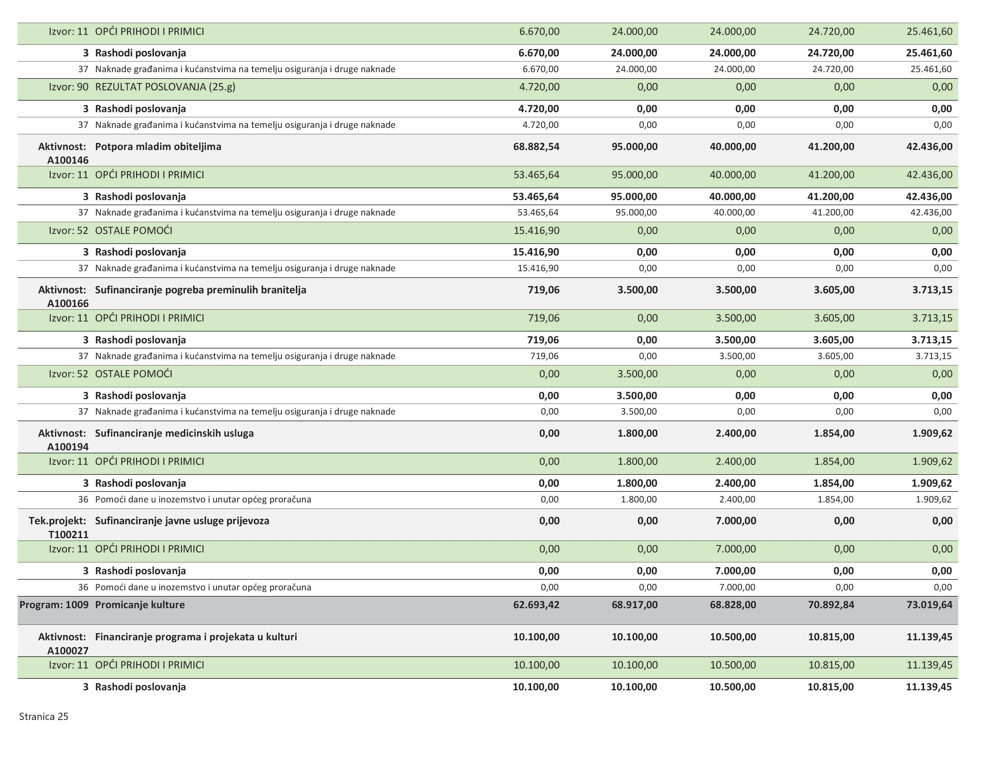 Izvor: 11 OPĆI PRIHODI I PRIMICI 6.670,00 24.000,00 24.000,00 24.720,00 25.461,60
3 Rashodi poslovanja 6.670,00 24.000,00 24.000,00 24.720,00 25.461,60
37 Naknade građanima i kućanstvima na temelju osiguranja i druge naknade 6.670,00 24.000,00 24.000,00 24.720,00 25.461,60
Izvor: 90 REZULTAT POSLOVANJA (25.g) 4.720,00 0,00 0,00 0,00 0,00
3 Rashodi poslovanja 4.720,00 0,00 0,00 0,00 0,00
37 Naknade građanima i kućanstvima na temelju osiguranja i druge naknade 4.720,00 0,00 0,00 0,00 0,00
Aktivnost: Potpora mladim obiteljima 68.882,54 95.000,00 40.000,00 41.200,00 42.436,00
A100146
Izvor: 11 OPĆI PRIHODI I PRIMICI 53.465,64 95.000,00 40.000,00 41.200,00 42.436,00
3 Rashodi poslovanja 53.465,64 95.000,00 40.000,00 41.200,00 42.436,00
37 Naknade građanima i kućanstvima na temelju osiguranja i druge naknade 53.465,64 95.000,00 40.000,00 41.200,00 42.436,00
Izvor: 52 OSTALE POMOĆI 15.416,90 0,00 0,00 0,00 0,00
3 Rashodi poslovanja 15.416,90 0,00 0,00 0,00 0,00
37 Naknade građanima i kućanstvima na temelju osiguranja i druge naknade 15.416,90 0,00 0,00 0,00 0,00
Aktivnost: Sufinanciranje pogreba preminulih branitelja 719,06 3.500,00 3.500,00 3.605,00 3.713,15
A100166
Izvor: 11 OPĆI PRIHODI I PRIMICI 719,06 0,00 3.500,00 3.605,00 3.713,15
3 Rashodi poslovanja 719,06 0,00 3.500,00 3.605,00 3.713,15
37 Naknade građanima i kućanstvima na temelju osiguranja i druge naknade 719,06 0,00 3.500,00 3.605,00 3.713,15
Izvor: 52 OSTALE POMOĆI 0,00 3.500,00 0,00 0,00 0,00
3 Rashodi poslovanja 0,00 3.500,00 0,00 0,00 0,00
37 Naknade građanima i kućanstvima na temelju osiguranja i druge naknade 0,00 3.500,00 0,00 0,00 0,00
Aktivnost: Sufinanciranje medicinskih usluga 0,00 1.800,00 2.400,00 1.854,00 1.909,62
A100194
Izvor: 11 OPĆI PRIHODI I PRIMICI 0,00 1.800,00 2.400,00 1.854,00 1.909,62
3 Rashodi poslovanja 0,00 1.800,00 2.400,00 1.854,00 1.909,62
36 Pomoći dane u inozemstvo i unutar općeg proračuna 0,00 1.800,00 2.400,00 1.854,00 1.909,62
Tek.projekt: Sufinanciranje javne usluge prijevoza 0,00 0,00 7.000,00 0,00 0,00
T100211
Izvor: 11 OPĆI PRIHODI I PRIMICI 0,00 0,00 7.000,00 0,00 0,00
3 Rashodi poslovanja 0,00 0,00 7.000,00 0,00 0,00
36 Pomoći dane u inozemstvo i unutar općeg proračuna 0,00 0,00 7.000,00 0,00 0,00
Program: 1009 Promicanje kulture 62.693,42 68.917,00 68.828,00 70.892,84 73.019,64
Aktivnost: Financiranje programa i projekata u kulturi 10.100,00 10.100,00 10.500,00 10.815,00 11.139,45
A100027
Izvor: 11 OPĆI PRIHODI I PRIMICI 10.100,00 10.100,00 10.500,00 10.815,00 11.139,45
3 Rashodi poslovanja 10.100,00 10.100,00 10.500,00 10.815,00 11.139,45
Stranica 25